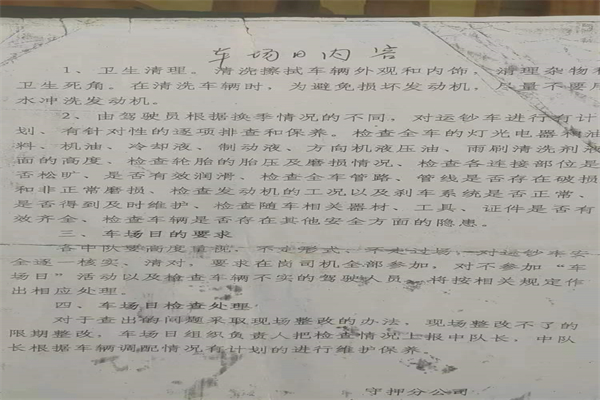 车场日内容
1、卫生清理。清洗擦拭车辆外观和内饰,清理杂物和
卫生死角。在清洗车辆时,为避免损坏发动机,尽量不要用
水冲洗发动机。
2、由驾驶员根据换季情况的不同,对运钞车进行有计
划、有针对性的逐项排查和保养。检查全车的灯光电器和油
料、机油、冷却液、制动液、方向机液压油、雨刷清洗剂液
面的高度、检查轮胎的胎压及磨损情况、检查各连接部位是
否松旷、是否有效润滑、检查全车管路、管线是否存在破损
和非正常磨损、检查发动机的工况以及刹车系统是否正常、
是否得到及时维护、检查随车相关器材、工具、证件是否有
效齐全、检查车辆是否存在其他安全方面的隐患。
三、车场日的要求
各中队要高度重视、不走形式、不走过场、对运钞车安
全逐一核实、清对,要求在岗司机全部参加,对不参加“车
场日”活动以及检查车辆不实的驾驶人员,将按相关规定作
出相应处理。
四、车场日检查处理
对于查出的问题采取现场整改的办法,现场整改不了的
限期整改,车场日组织负责人把检查情况上报中队长,中队
长根据车辆调配情况有计划的进行维护保养。
守押分公司